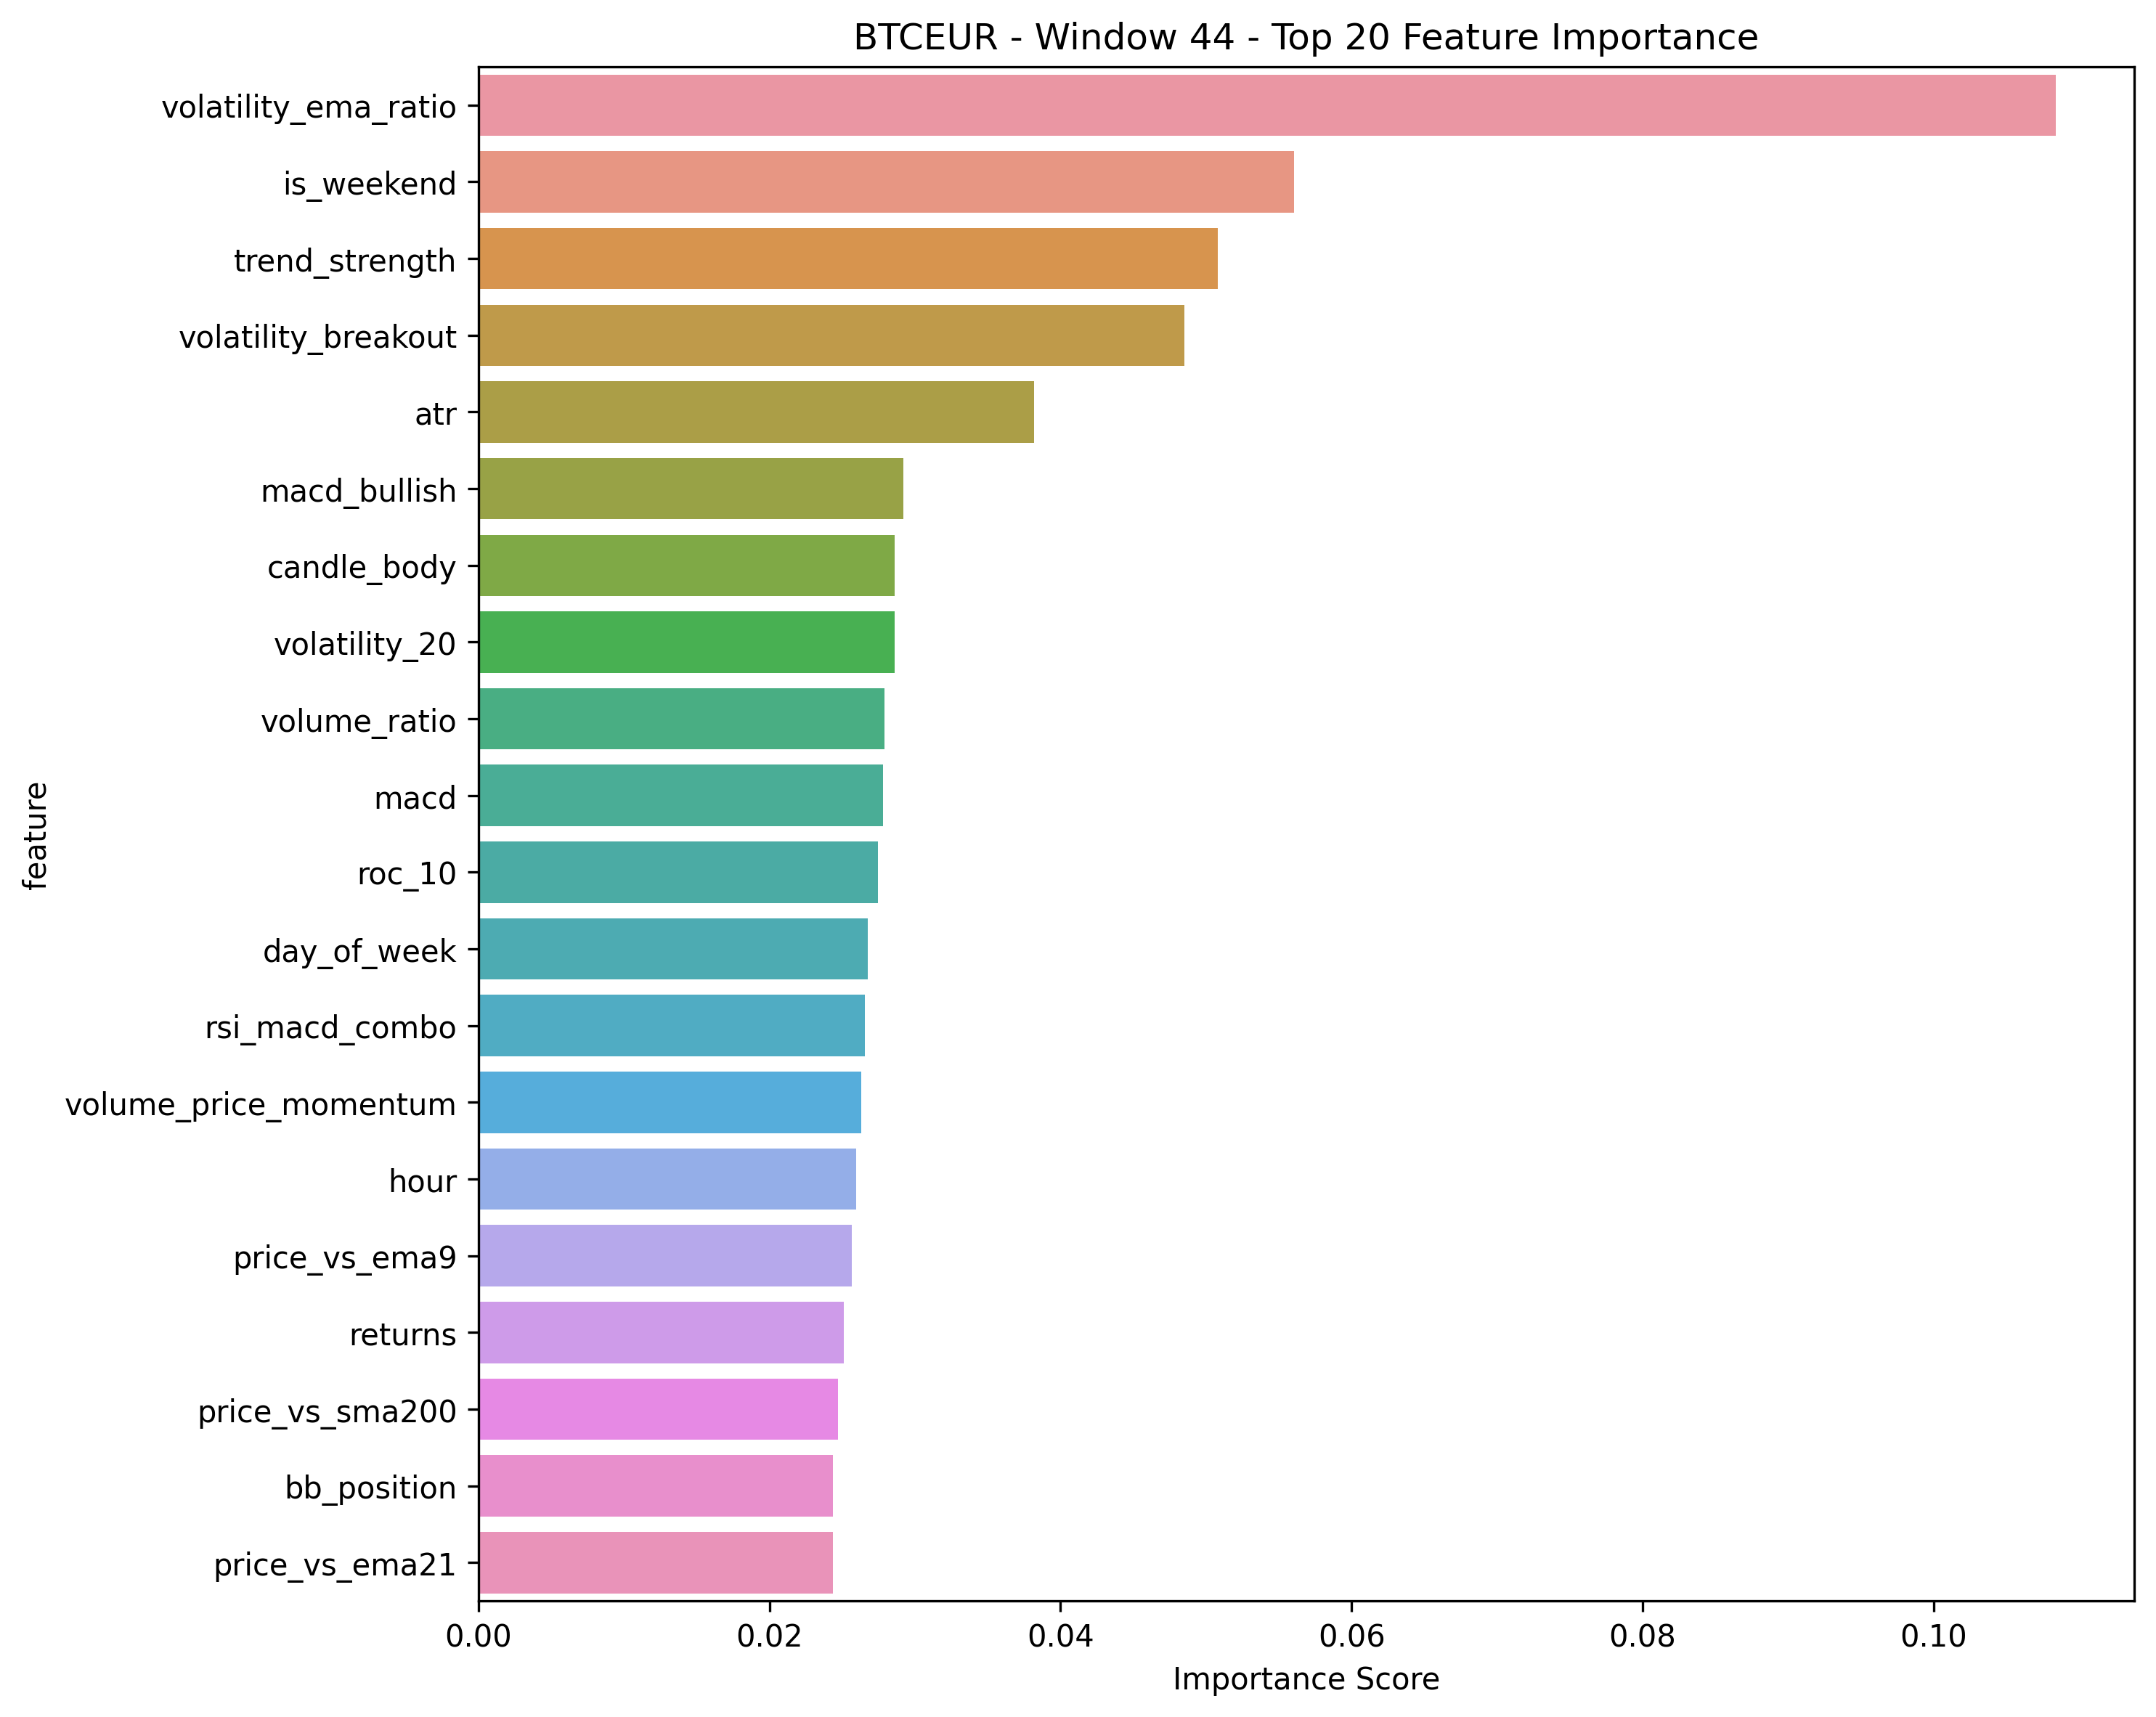 BTCEUR - Window 44 - Top 20 Feature Importance
volatility_ema_ratio
is_weekend
trend_strength
volatility_breakout
atr
macd_bullish
candle_body
volatility_20
volume_ratio
macd
roc_10
day_of_week
rsi_macd_combo
volume_price_momentum
hour
price_vs_ema9
returns
price_vs_sma200
bb_position
price_vs_ema21
feature
0.00 0.02 0.04 0.06 0.08 0.10
Importance Score